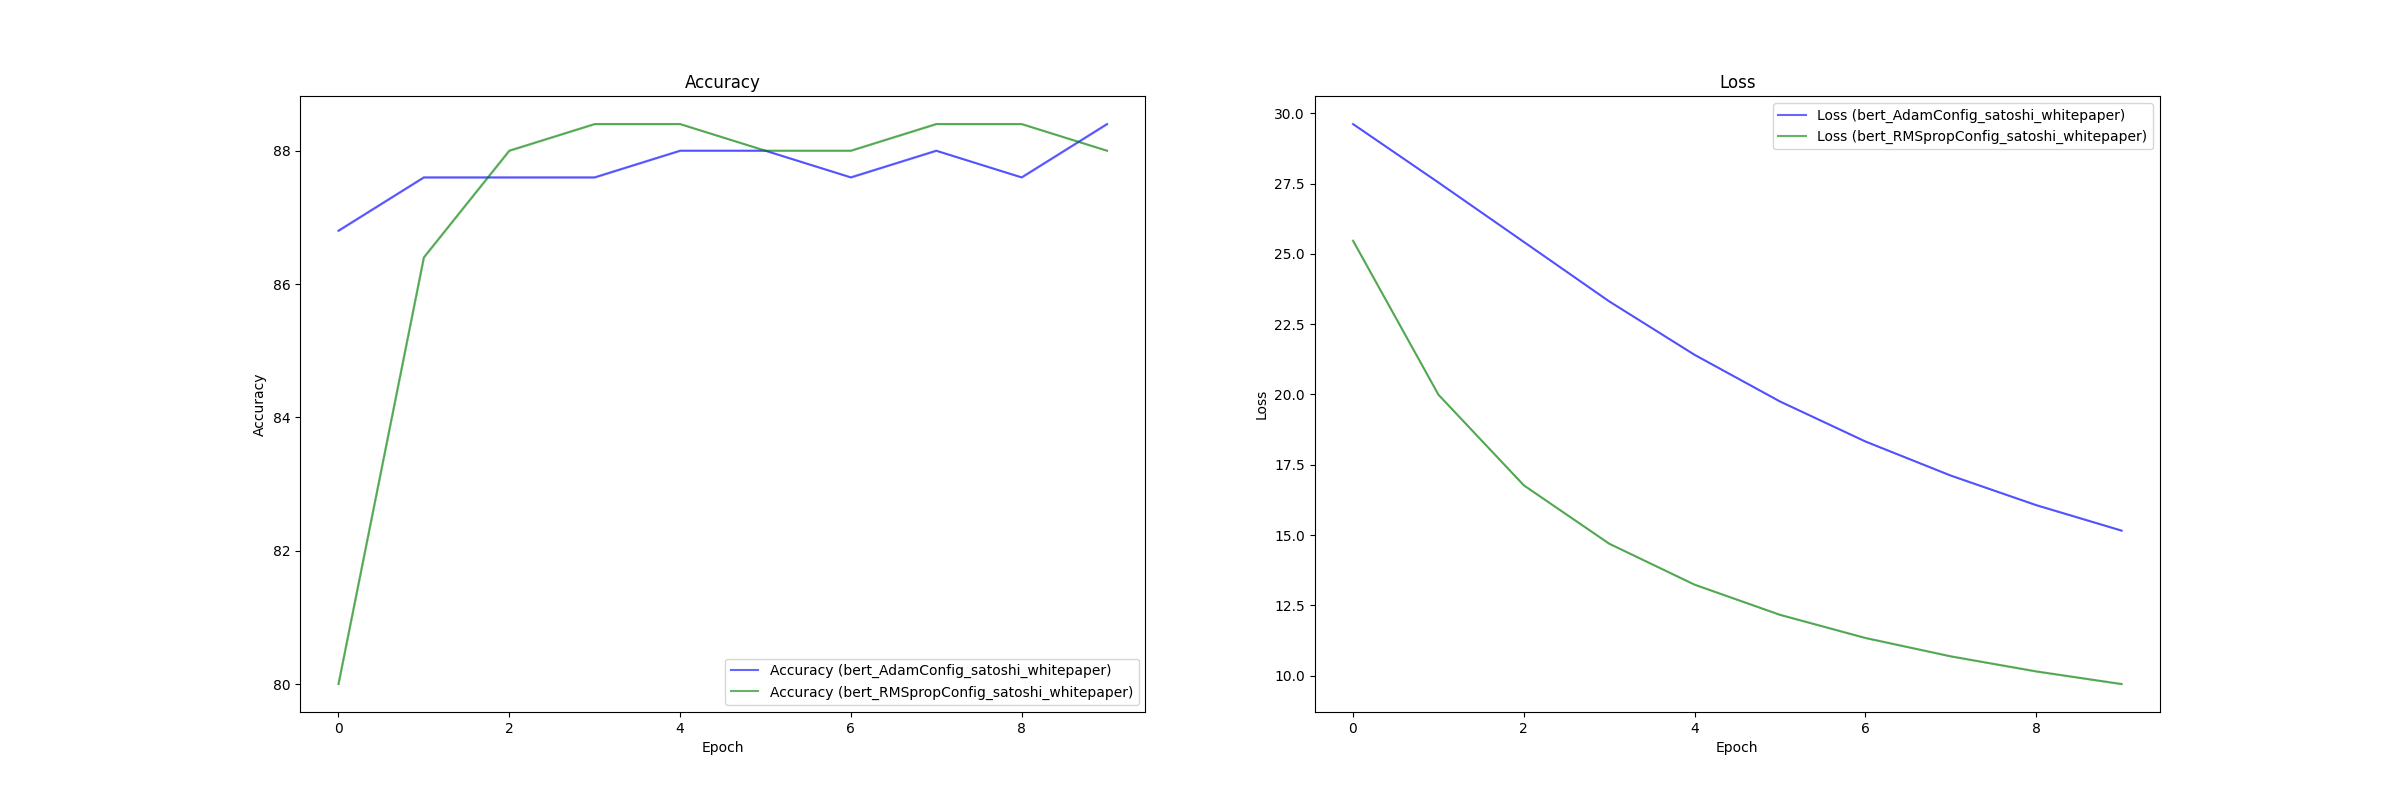 Accuracy
88
86
84
82
80
Accuracy
Accuracy (bert_AdamConfig_satoshi_whitepaper)
Accuracy (bert_RMSpropConfig_satoshi_whitepaper)
0 2 4 6 8
Epoch
Loss
30.0
27.5
25.0
22.5
20.0
17.5
15.0
12.5
10.0
Loss
Loss (bert_AdamConfig_satoshi_whitepaper)
Loss (bert_RMSpropConfig_satoshi_whitepaper)
0 2 4 6 8
Epoch